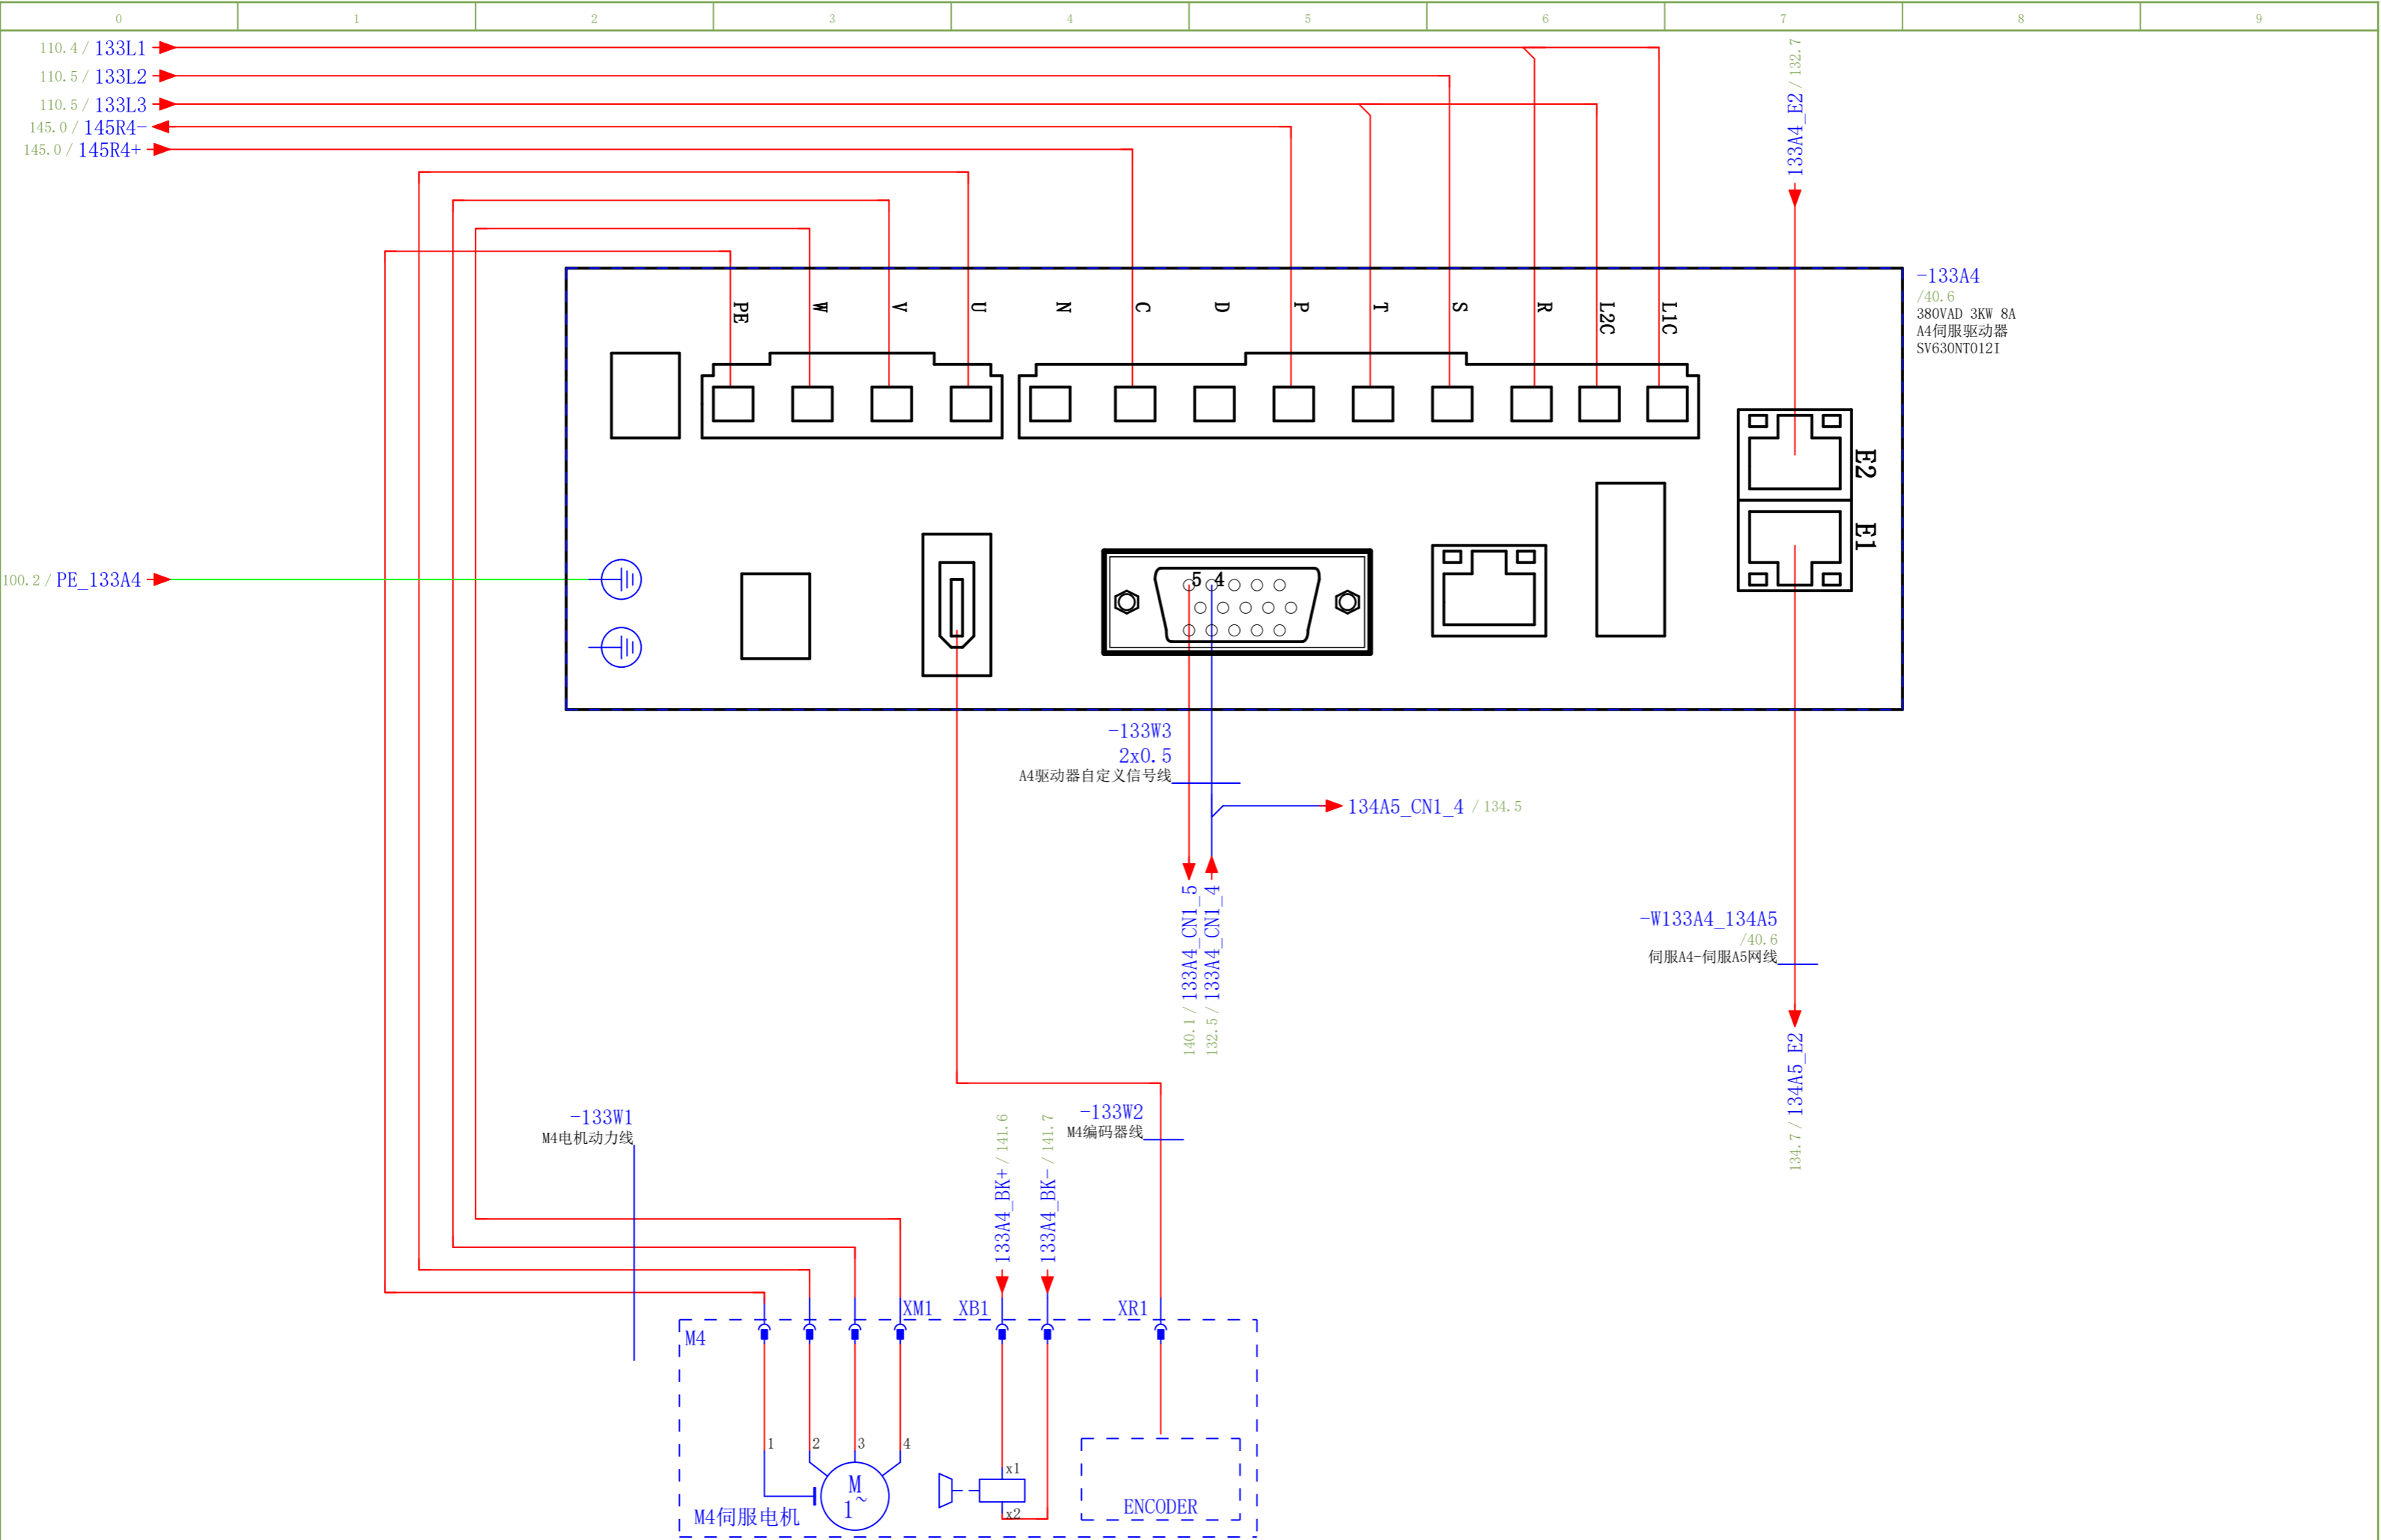 0 1 2 3 4 5 6 7 8 9
110.4 / 133L1
110.5 / 133L2
110.5 / 133L3
145.0 / 145R4-
145.0 / 145R4+
133A4_E2 / 132.7
-133A4
/40.6
380VAD 3KW 8A
A4伺服驱动器
SV630NT012I
PE W V U N C D P T S R L2C L1C
E2
E1
100.2 / PE_133A4
5 4
-133W3
2x0.5
A4驱动器自定义信号线
134A5_CN1_4 / 134.5
140.1 / 133A4_CN1_5
132.5 / 133A4_CN1_4
-W133A4_134A5
/40.6
伺服A4-伺服A5网线
134.7 / 134A5_E2
-133W1
M4电机动力线
133A4_BK+ / 141.6
133A4_BK- / 141.7
-133W2
M4编码器线
XM1 XB1 XR1
M4
1 2 3 4
M
1~
x1
x2
ENCODER
M4伺服电机